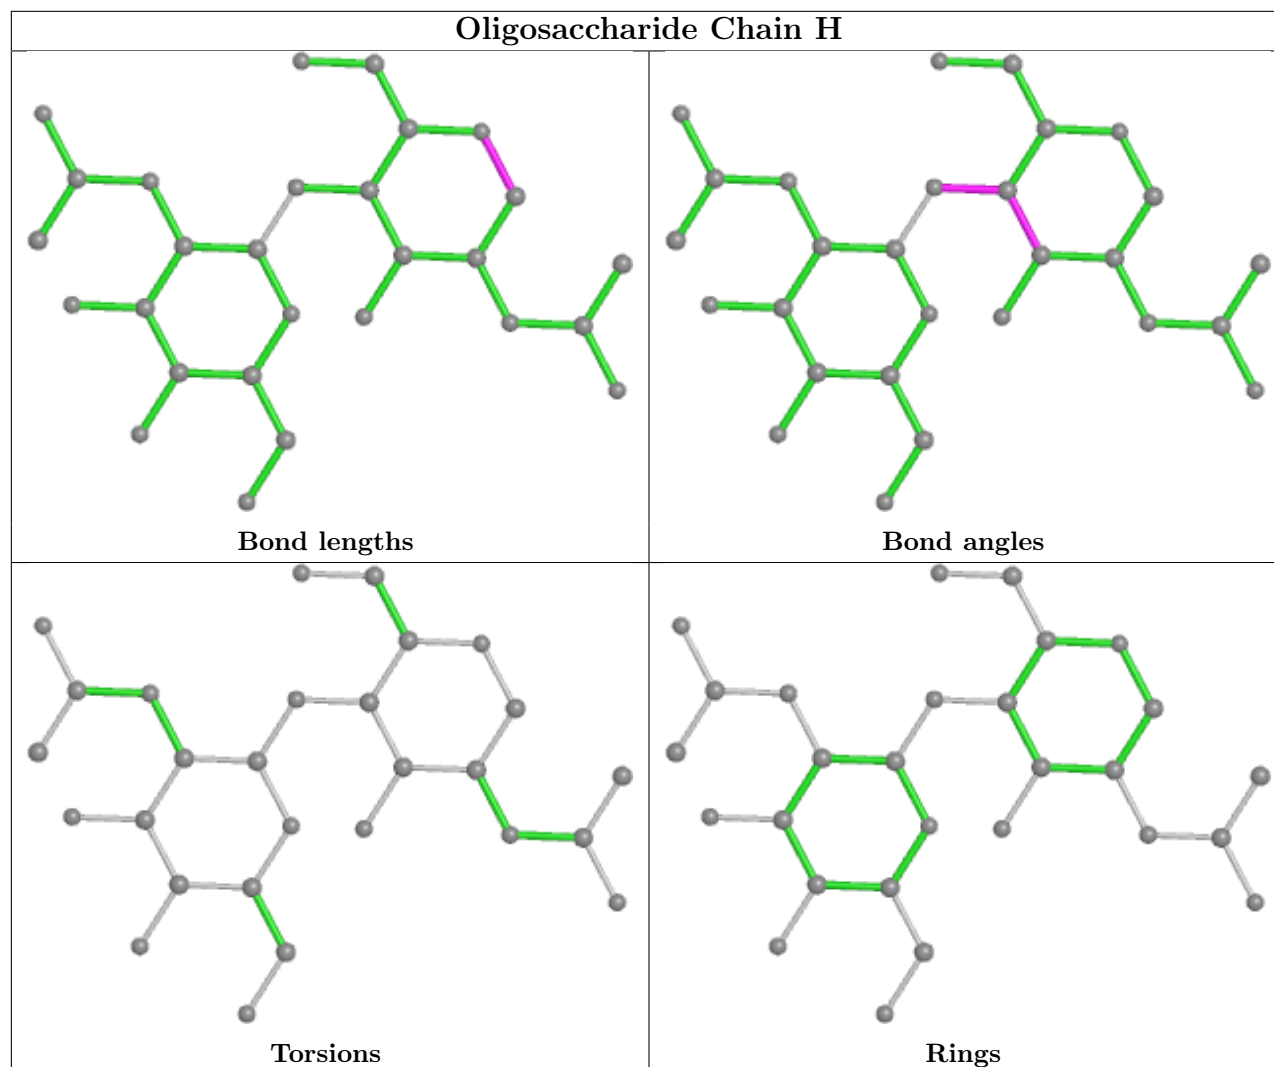 Oligosaccharide Chain H
Bond lengths
Bond angles
Torsions
Rings